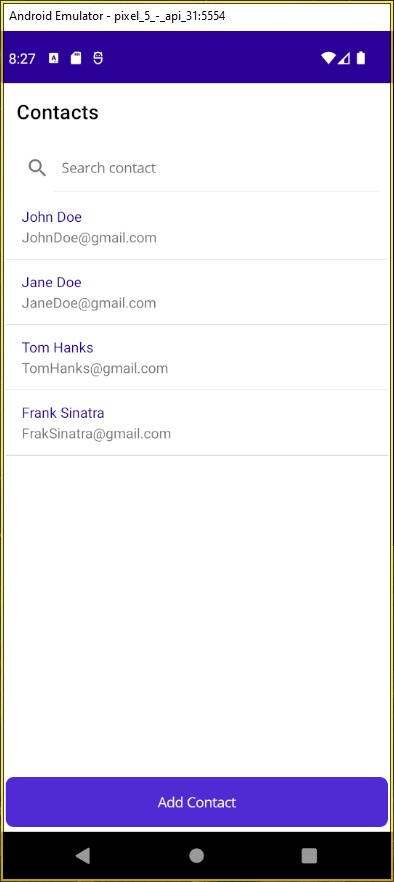 Android Emulator - pixel_5_-_api_31:5554
8:27
Contacts
Search contact
John Doe
JohnDoe@gmail.com
Jane Doe
JaneDoe@gmail.com
Tom Hanks
TomHanks@gmail.com
Frank Sinatra
FrakSinatra@gmail.com
Add Contact